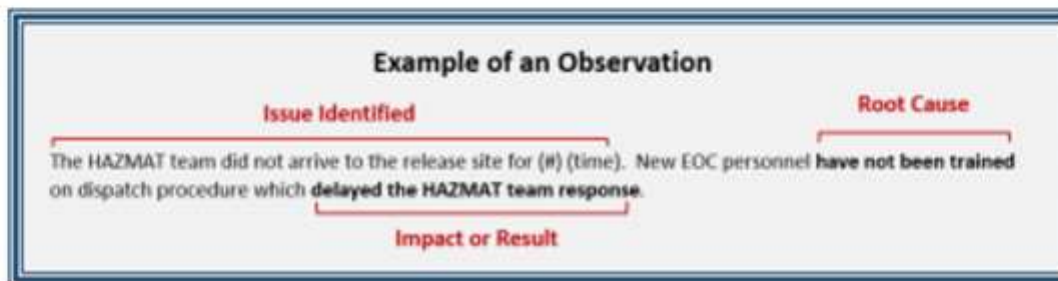 Example of an Observation
Issue Identified
Root Cause
The HAZMAT team did not arrive to the release site for (#) (time).  New EOC personnel have not been trained
on dispatch procedure which delayed the HAZMAT team response.
Impact or Result